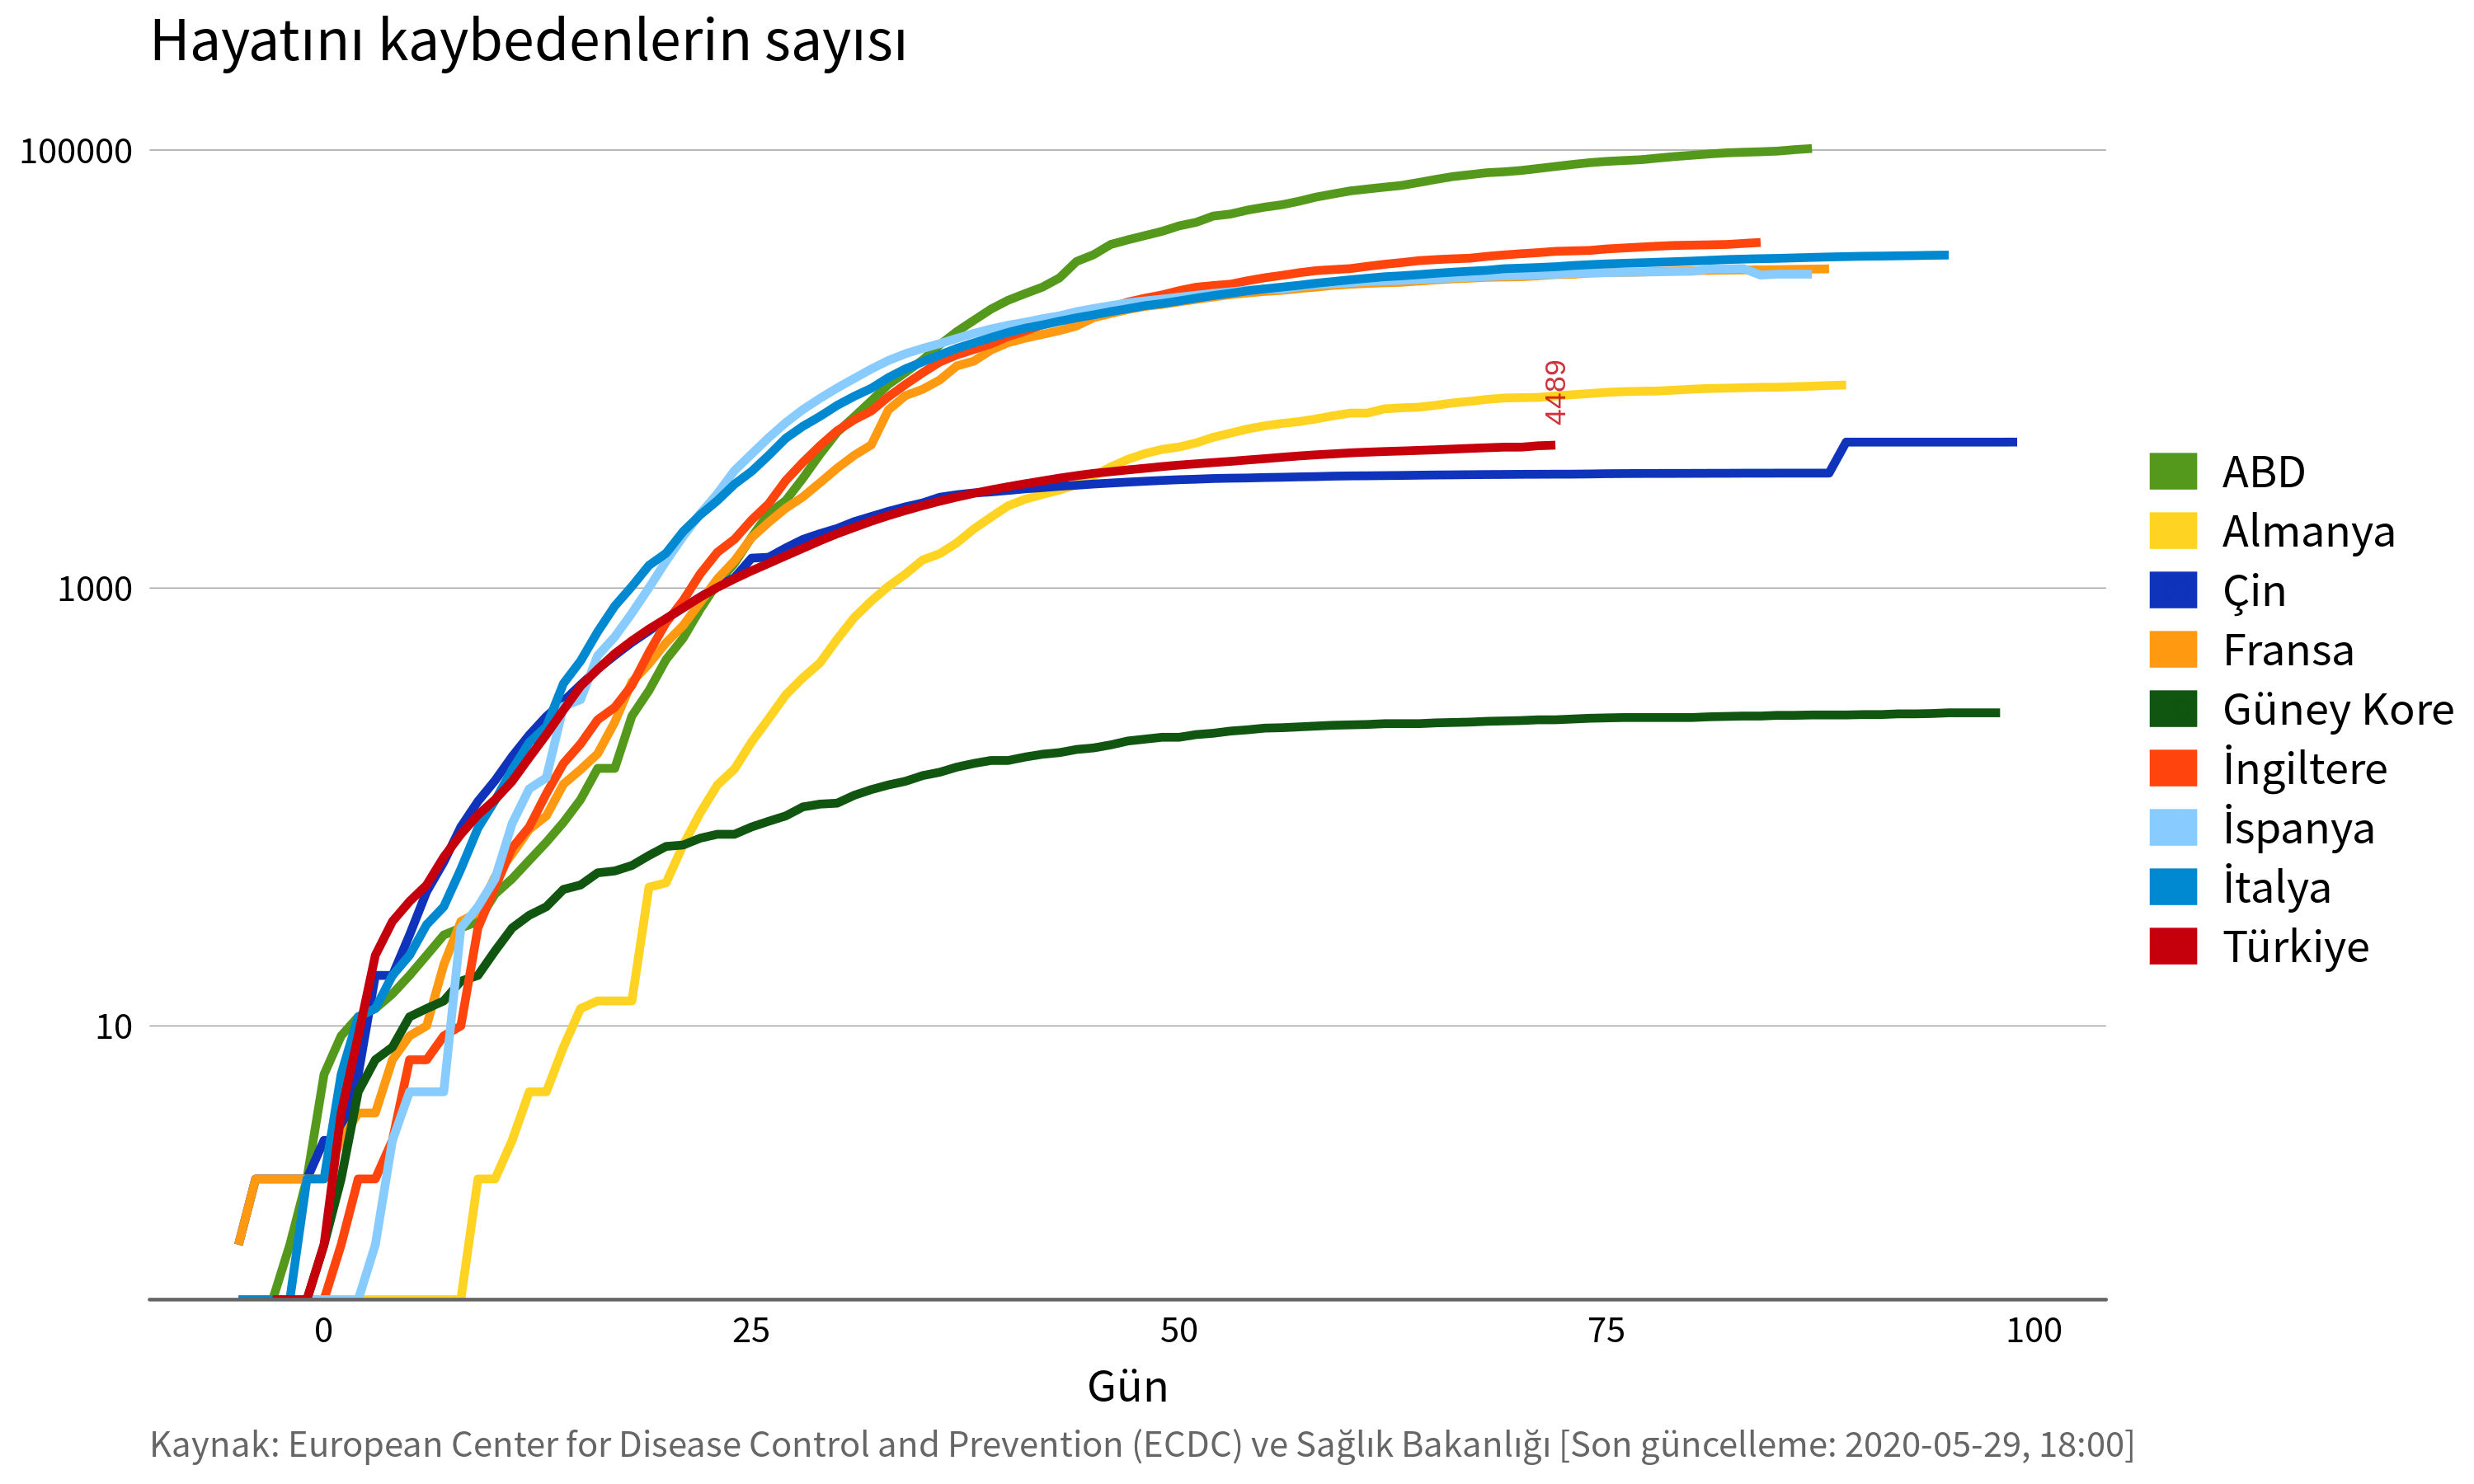 Hayatını kaybedenlerin sayısı
100000
1000
10
4489
0 25 50 75 100
Gün
ABD
Almanya
Çin
Fransa
Güney Kore
İngiltere
İspanya
İtalya
Türkiye
Kaynak: European Center for Disease Control and Prevention (ECDC) ve Sağlık Bakanlığı [Son güncelleme: 2020-05-29, 18:00]